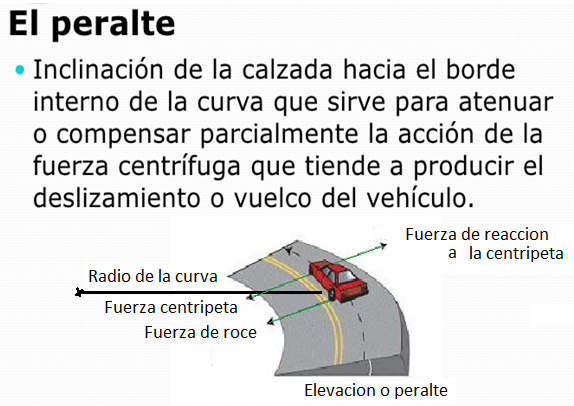 El peralte
• Inclinación de la calzada hacia el borde
interno de la curva que sirve para atenuar
o compensar parcialmente la acción de la
fuerza centrífuga que tiende a producir el
deslizamiento o vuelco del vehículo.
Fuerza de reaccion
a la centripeta
Radio de la curva
Fuerza centripeta
Fuerza de roce
Elevacion o peralte